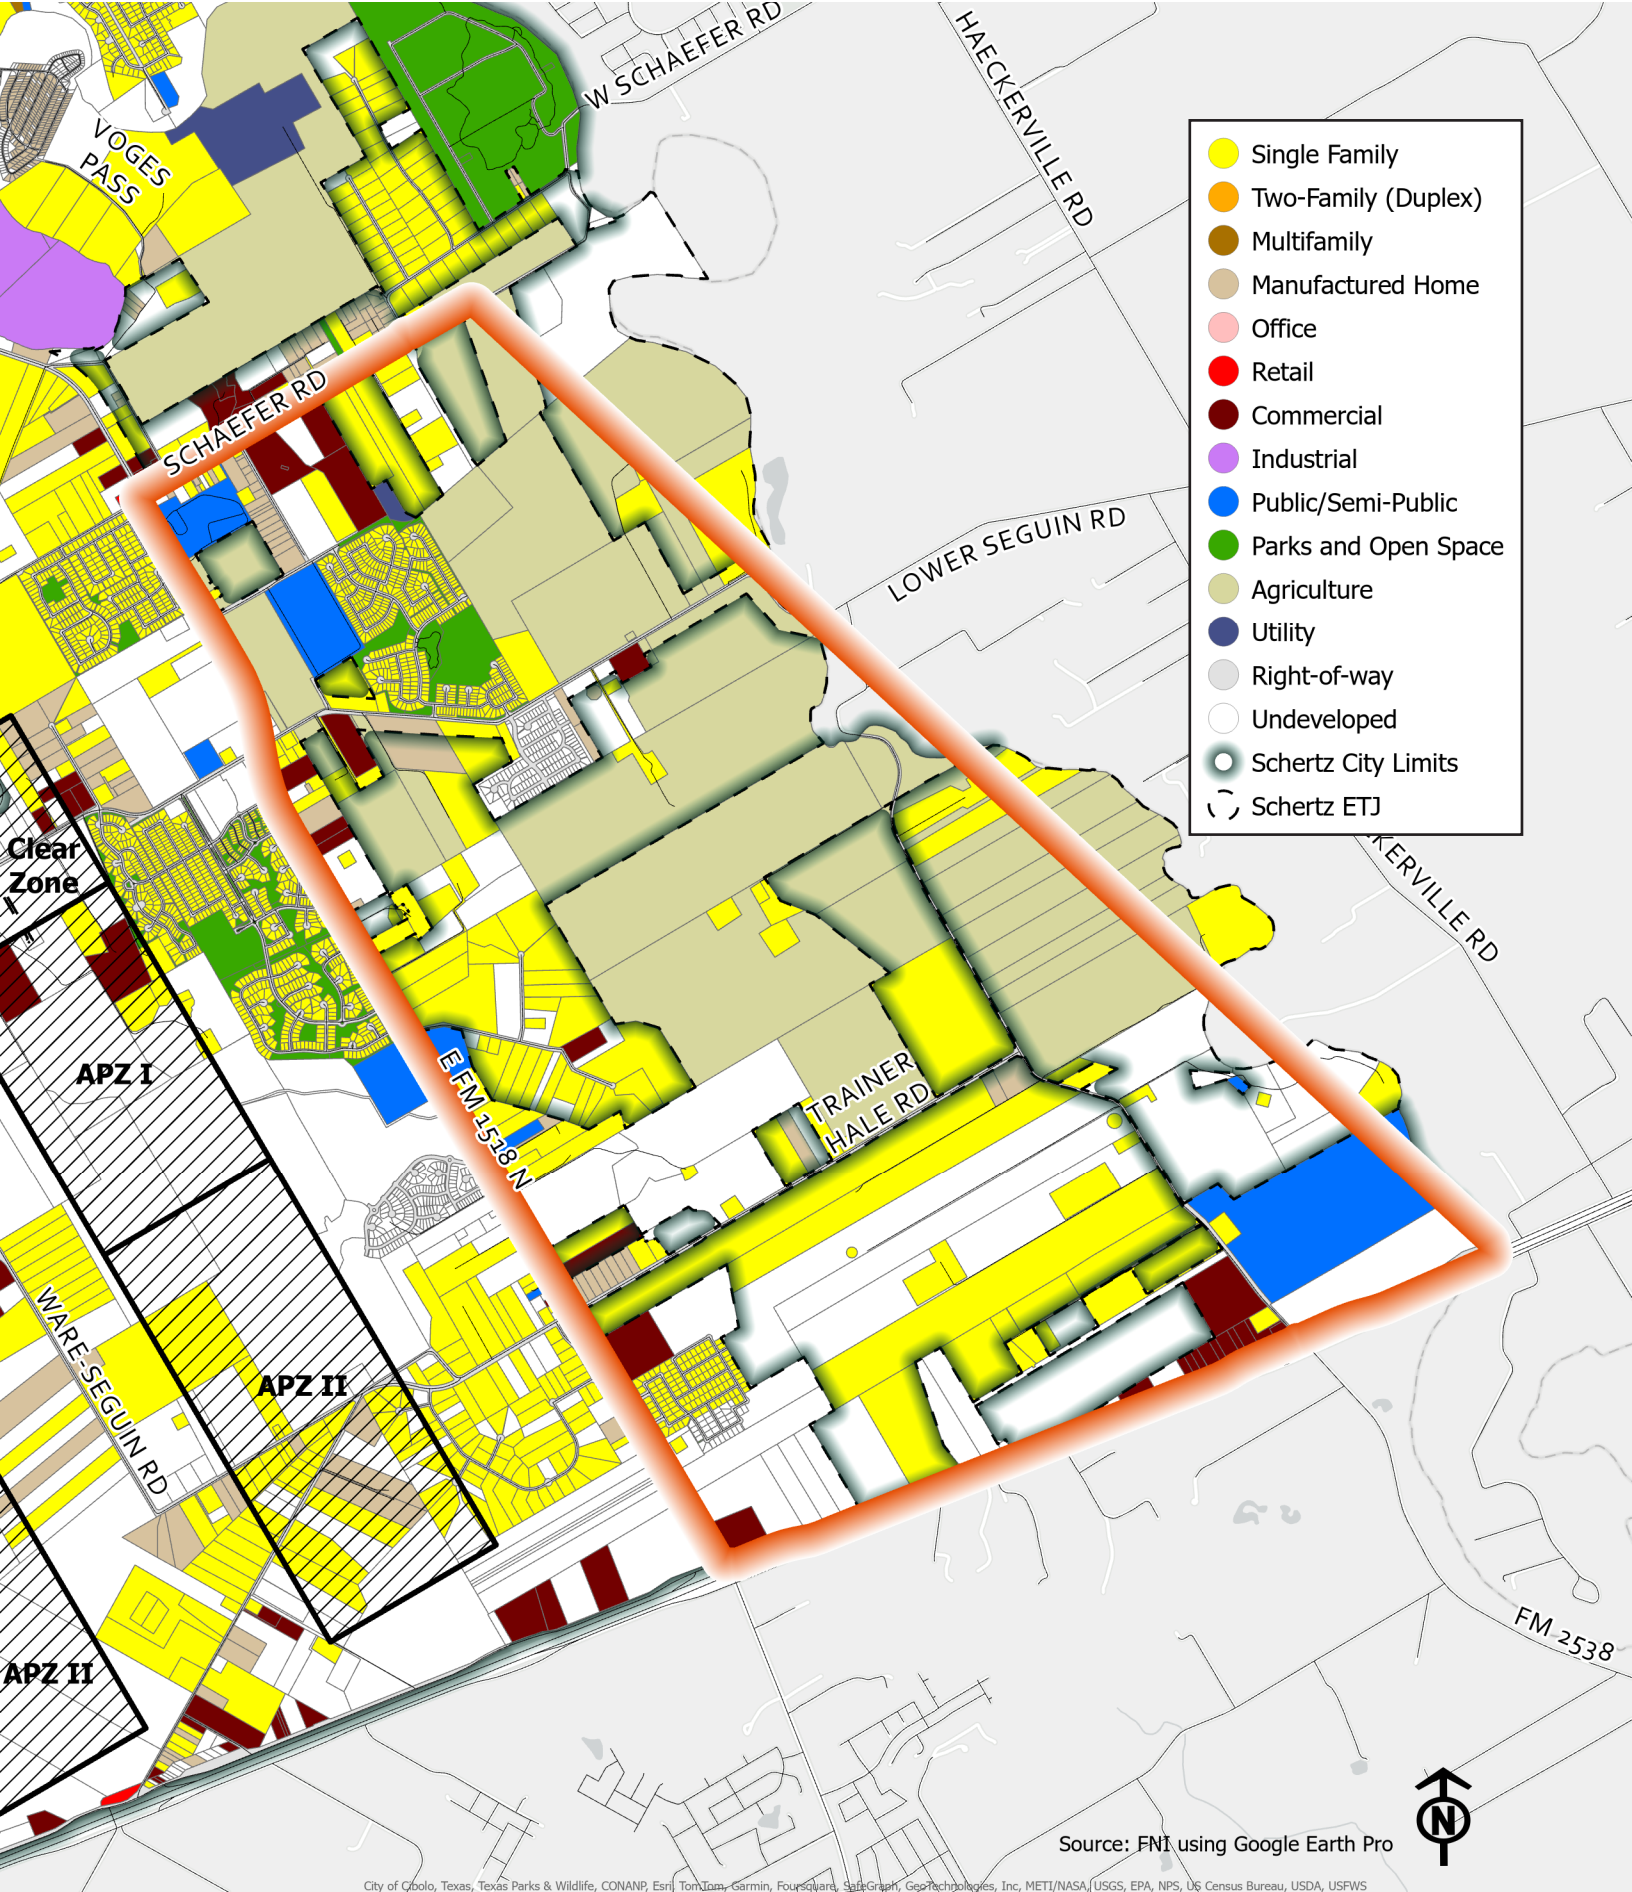 W SCHAEFER RD
HAECKERVILLE RD
VOGES
PASS
Single Family
Two-Family (Duplex)
Multifamily
Manufactured Home
Office
Retail
Commercial
Industrial
Public/Semi-Public
Parks and Open Space
Agriculture
Utility
Right-of-way
Undeveloped
Schertz City Limits
Schertz ETJ
SCHAEFER RD
LOWER SEGUIN RD
KERVILLE RD
Clear
Zone
APZ I
E FM 1518 N
TRAINER
HALE RD
WARE-SEGUIN RD
APZ II
APZ II
FM 2538
N
Source: FNI using Google Earth Pro
City of Cibolo, Texas, Texas Parks & Wildlife, CONANP, Esri, TomTom, Garmin, Foursquare, SafeGraph, GeoTechnologies, Inc, METI/NASA, USGS, EPA, NPS, US Census Bureau, USDA, USFWS